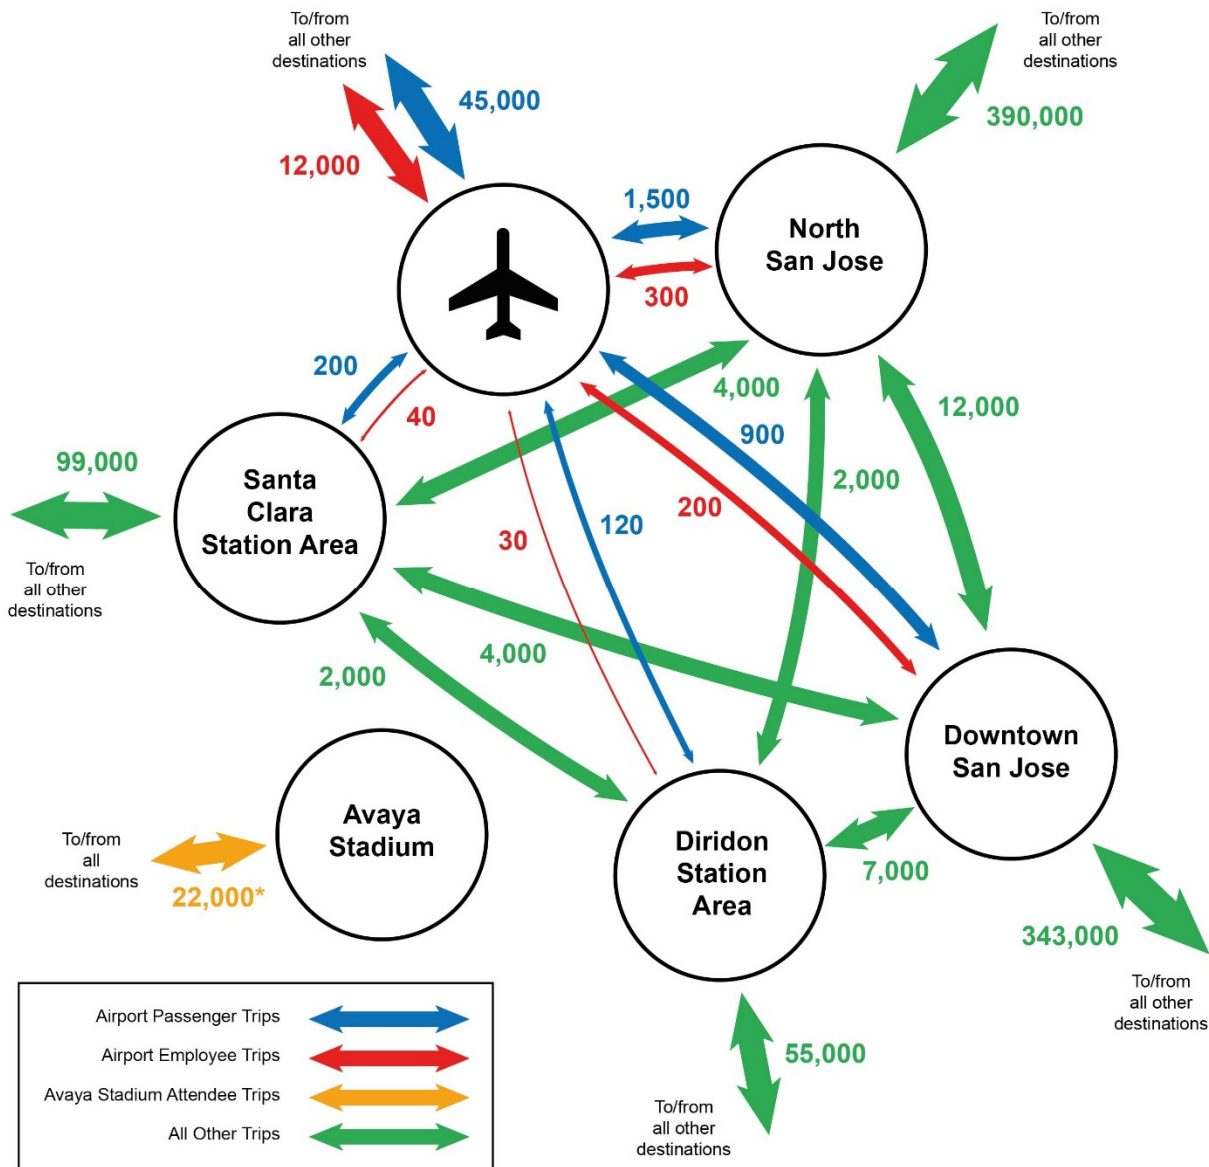 To/from
all other
destinations
45,000
12,000
To/from
all other
destinations
390,000
1,500
300
North
San Jose
200
40
4,000
12,000
900
2,000
200
120
30
99,000
Santa
Clara
Station Area
To/from
all other
destinations
4,000
2,000
Downtown
San Jose
Avaya
Stadium
To/from
all
destinations
22,000*
Diridon
Station
Area
7,000
343,000
To/from
all other
destinations
55,000
To/from
all other
destinations
Airport Passenger Trips
Airport Employee Trips
Avaya Stadium Attendee Trips
All Other Trips